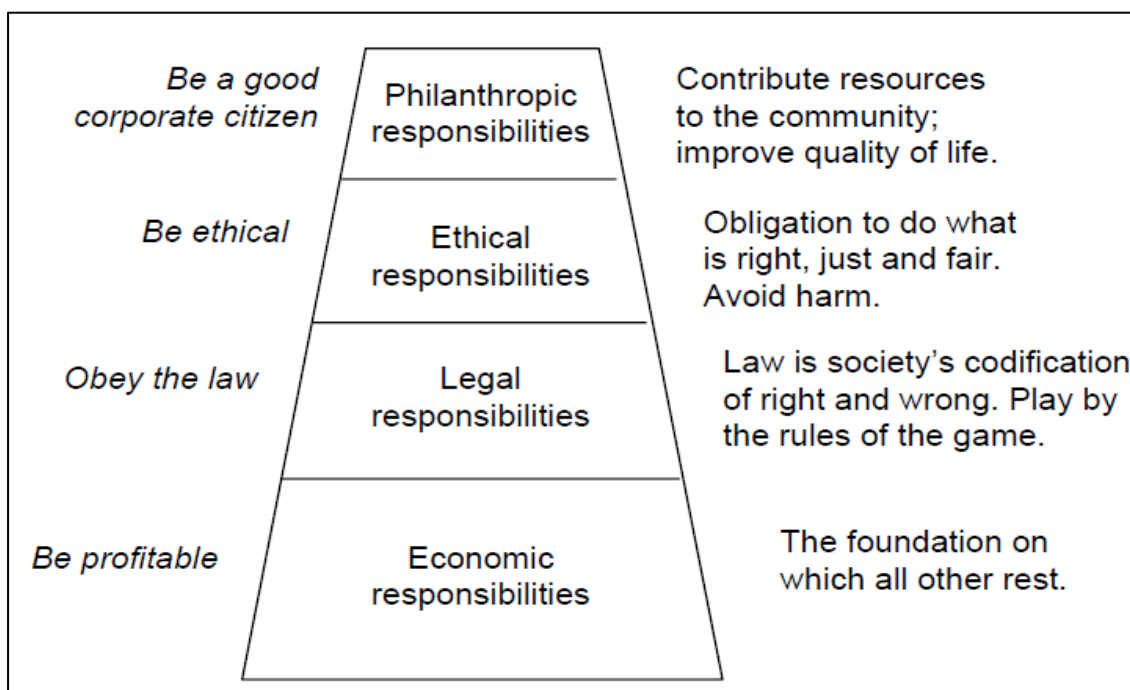 Be a good
corporate citizen
Philanthropic
responsibilities
Contribute resources
to the community;
improve quality of life.
Be ethical
Ethical
responsibilities
Obligation to do what
is right, just and fair.
Avoid harm.
Obey the law
Legal
responsibilities
Law is society’s codification
of right and wrong. Play by
the rules of the game.
Be profitable
Economic
responsibilities
The foundation on
which all other rest.